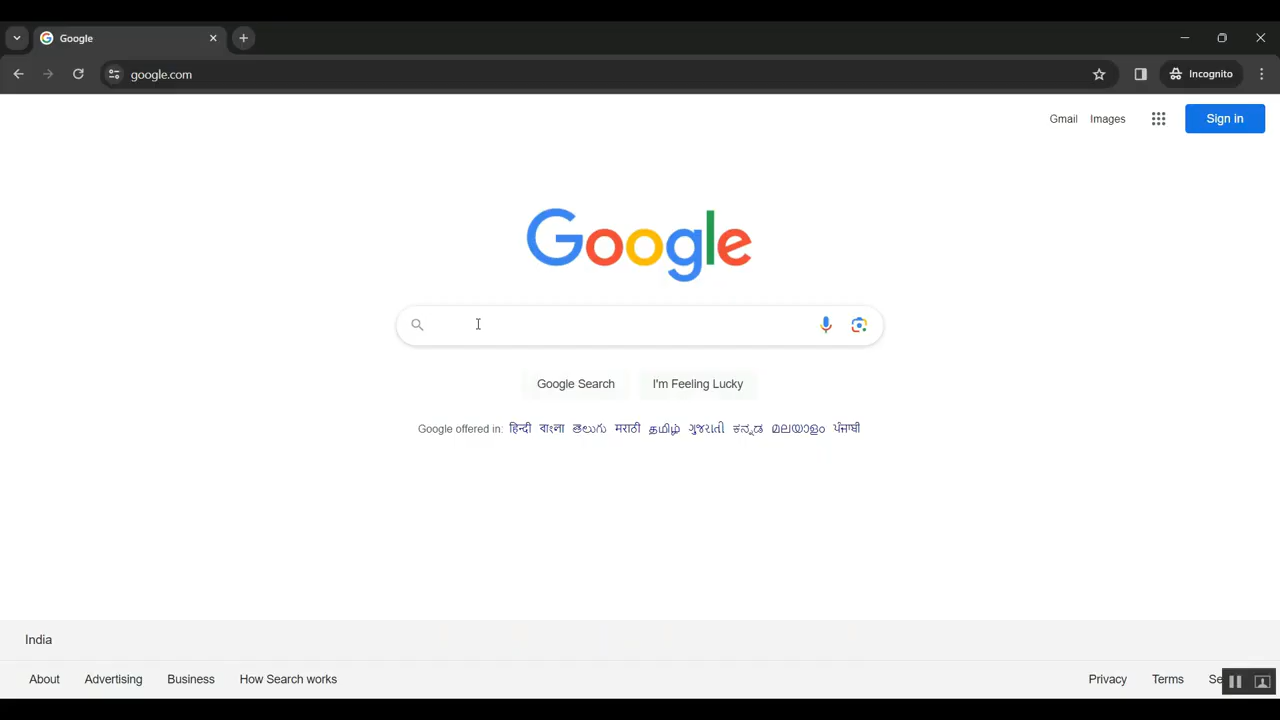 Google
google.com
Incognito
Gmail Images Sign in
Google
Google Search I'm Feeling Lucky
Google offered in: हिन्दी বাংলা తెలుగు मराठी தமிழ் ગુજરાતી ಕನ್ನಡ മലയാളം ਪੰਜਾਬੀ
India
About Advertising Business How Search works Privacy Terms Se